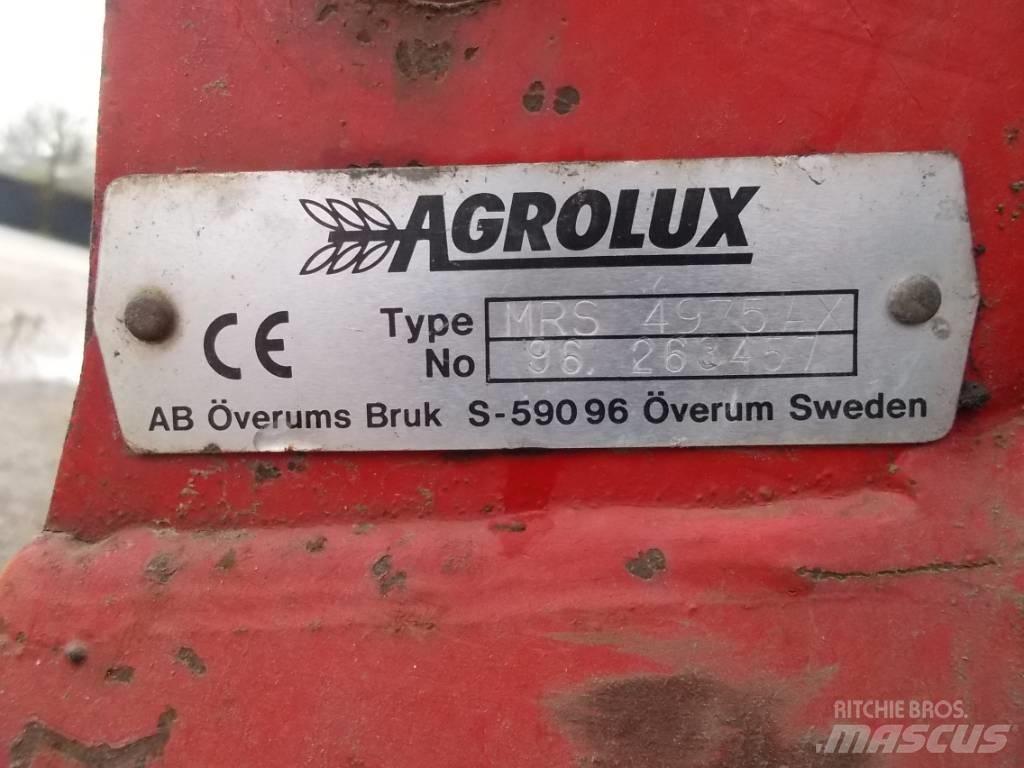 AGROLUX
CE
Type MRS 4975AX
No 96. 263457
AB Överums Bruk S-590 96 Överum Sweden
RITCHIE BROS.
MASCUS